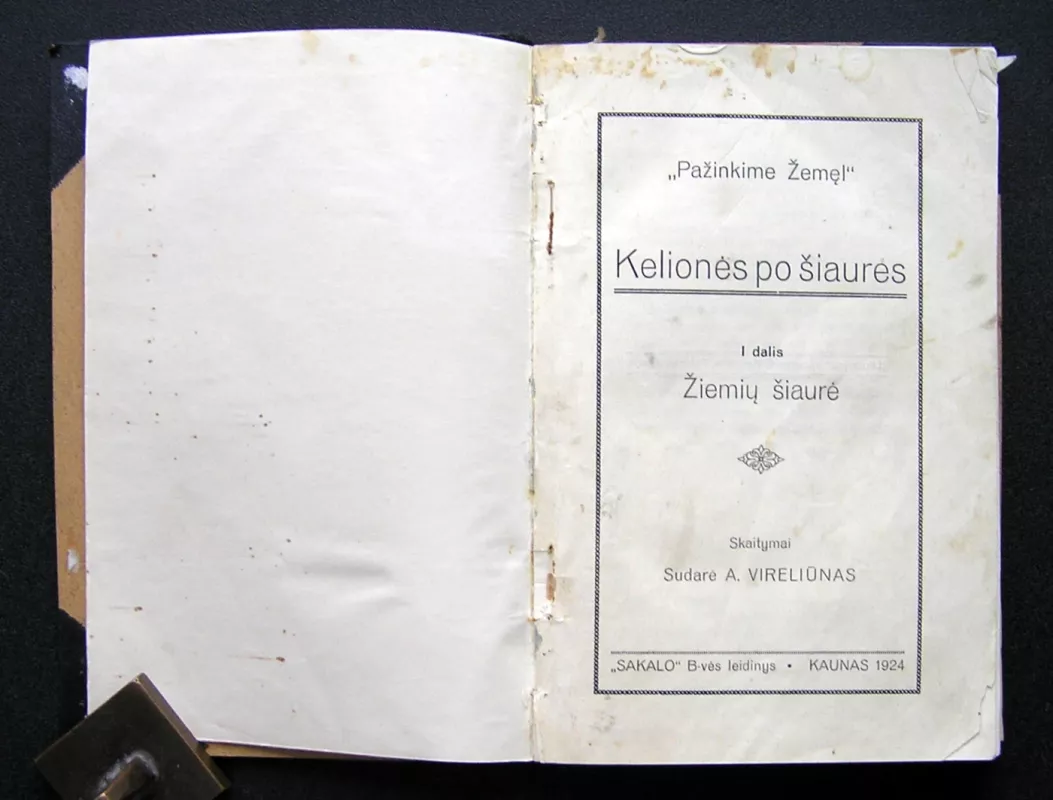 „Pažinkime Žemę!“
Kelionės po šiaurės
I dalis
Žiemių šiaurė
Skaitymai
Sudarė A. VIRELIŪNAS
„SAKALO“ B-vės leidinys • KAUNAS 1924